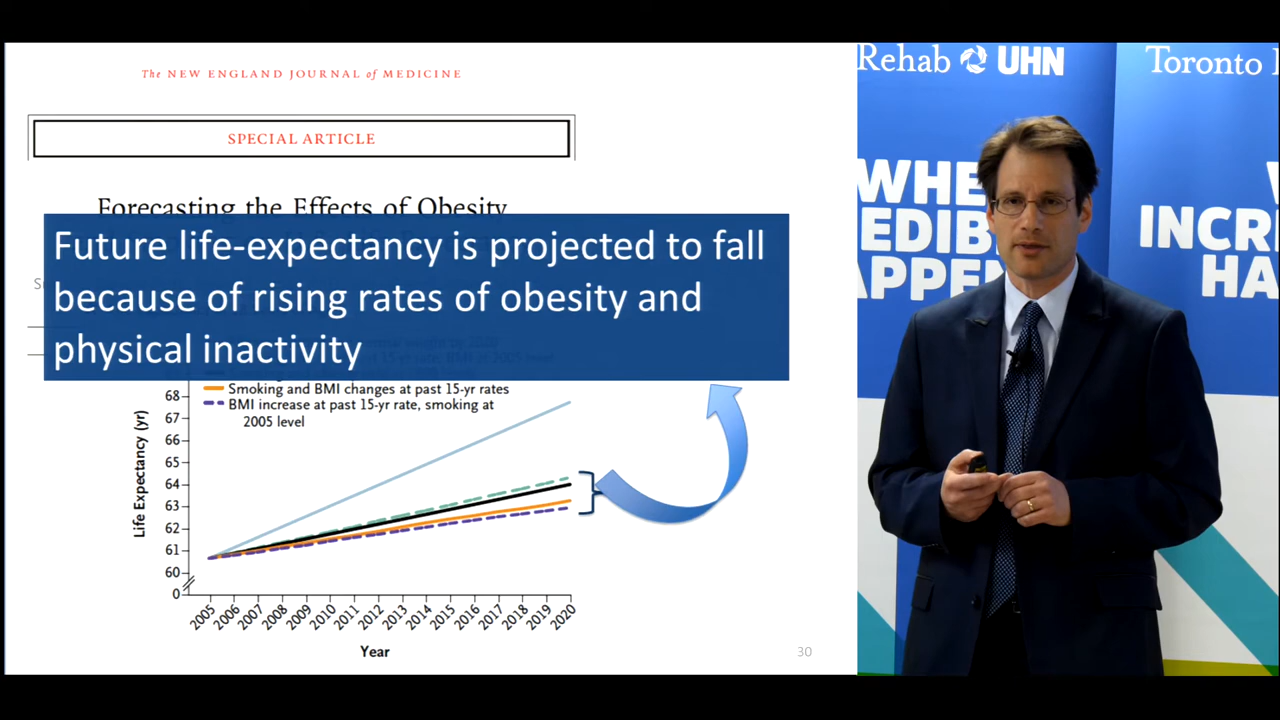 The NEW ENGLAND JOURNAL of MEDICINE
SPECIAL ARTICLE
Forecasting the Effects of Obesity
Future life-expectancy is projected to fall
because of rising rates of obesity and
physical inactivity
Smoking and BMI changes at past 15-yr rates
BMI increase at past 15-yr rate, smoking at
2005 level
Life Expectancy (yr)
68
67
66
65
64
63
62
61
60
0
2005 2006 2007 2008 2009 2010 2011 2012 2013 2014 2015 2016 2017 2018 2019 2020
Year
30
Rehab UHN
Toronto
WHE
EDIB
APPEN
INCR
HA